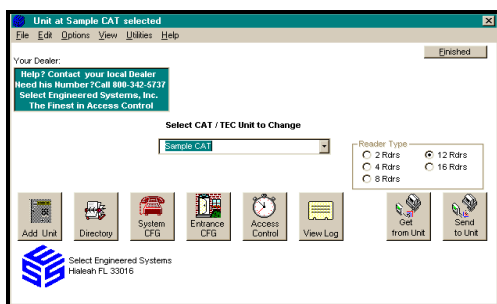 Unit at Sample CAT selected
File Edit Options View Utilities Help
Finished
Your Dealer:
Help? Contact your local Dealer
Need his Number?Call 800-342-5737
Select Engineered Systems, Inc.
The Finest in Access Control
Select CAT / TEC Unit to Change
Sample CAT
Reader Type
2 Rdrs 12 Rdrs
4 Rdrs 16 Rdrs
8 Rdrs
Add Unit
Directory
System
CFG
Entrance
CFG
Access
Control
View Log
Get
from Unit
Send
to Unit
Select Engineered Systems
Hialeah FL 33016